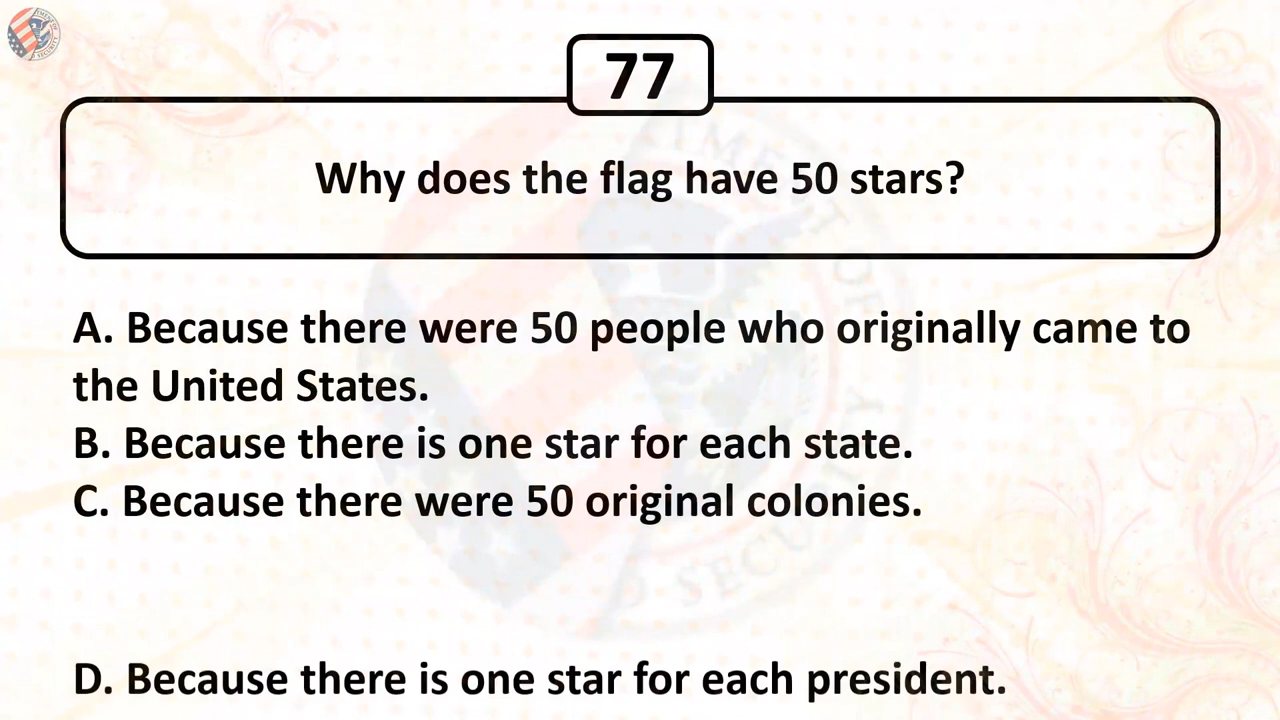 77
Why does the flag have 50 stars?
A. Because there were 50 people who originally came to
the United States.
B. Because there is one star for each state.
C. Because there were 50 original colonies.
D. Because there is one star for each president.